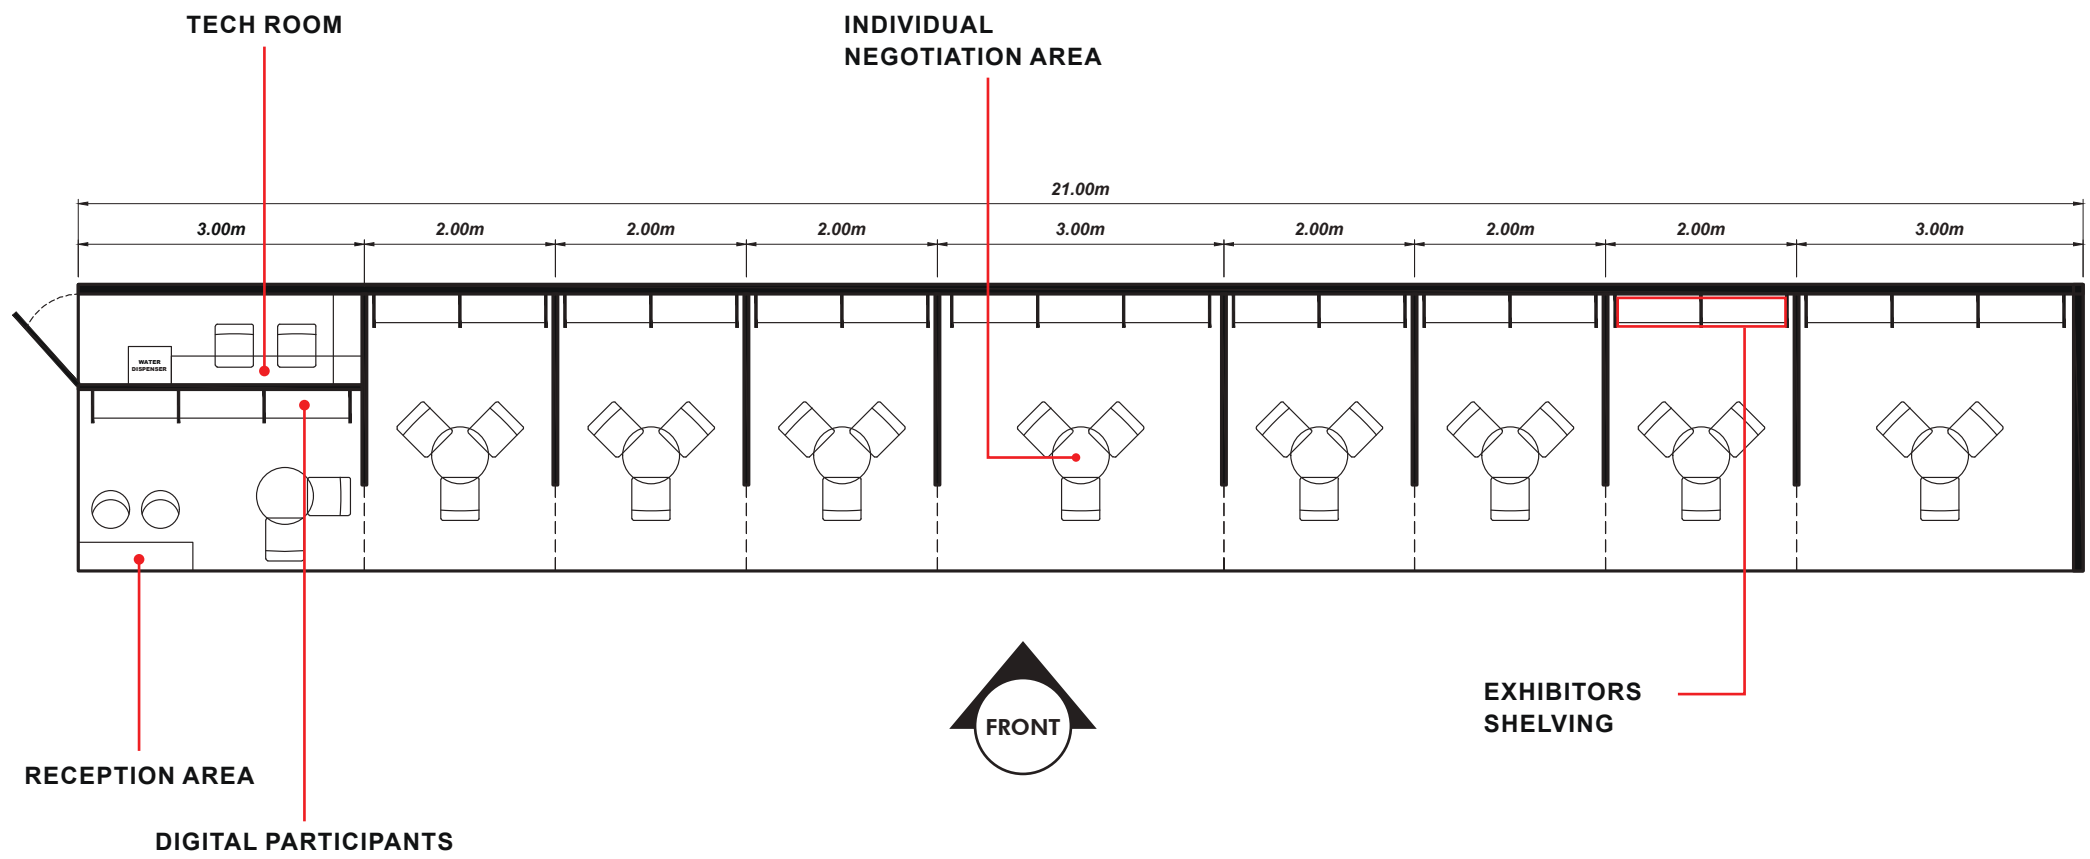 TECH ROOM
INDIVIDUAL
NEGOTIATION AREA
21.00m
3.00m
2.00m
2.00m
2.00m
3.00m
2.00m
2.00m
2.00m
3.00m
WATER
DISPENSER
FRONT
EXHIBITORS
SHELVING
RECEPTION AREA
DIGITAL PARTICIPANTS